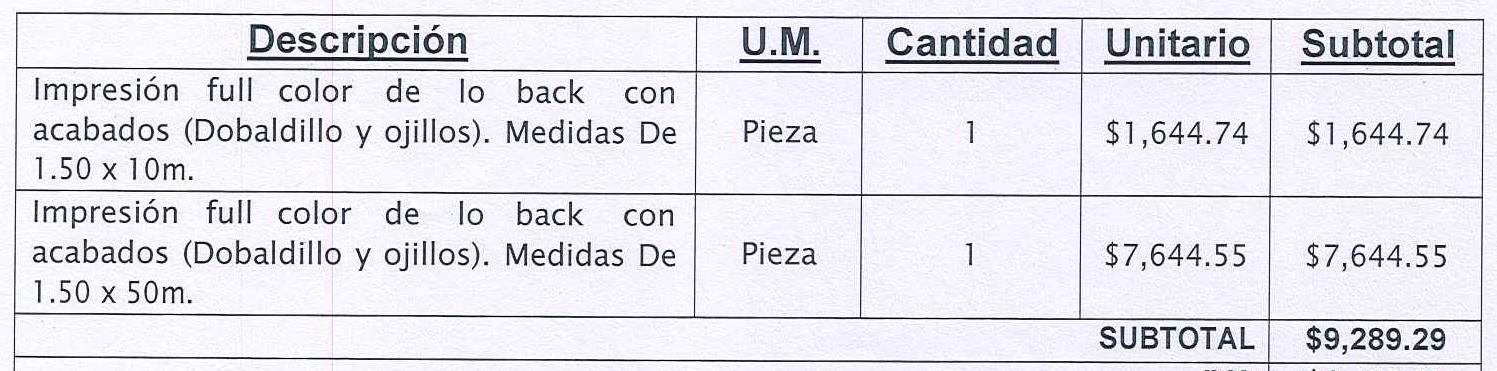 Descripción U.M. Cantidad Unitario Subtotal
Impresión full color de lo back con
acabados (Dobaldillo y ojillos). Medidas De
1.50 x 10m.
Pieza 1 $1,644.74 $1,644.74
Impresión full color de lo back con
acabados (Dobaldillo y ojillos). Medidas De
1.50 x 50m.
Pieza 1 $7,644.55 $7,644.55
SUBTOTAL $9,289.29